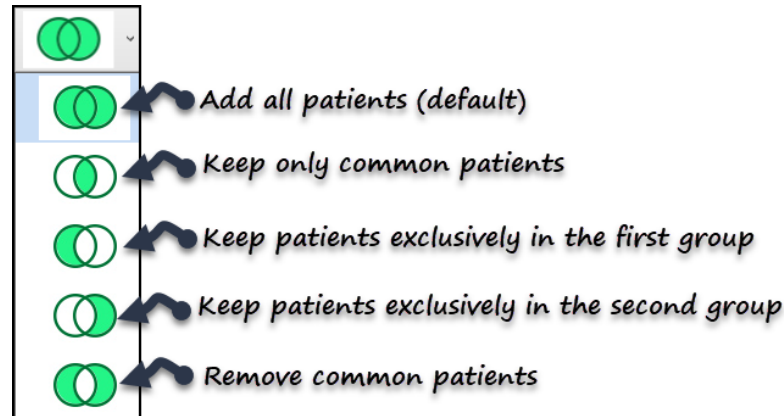 Add all patients (default)
Keep only common patients
Keep patients exclusively in the first group
Keep patients exclusively in the second group
Remove common patients